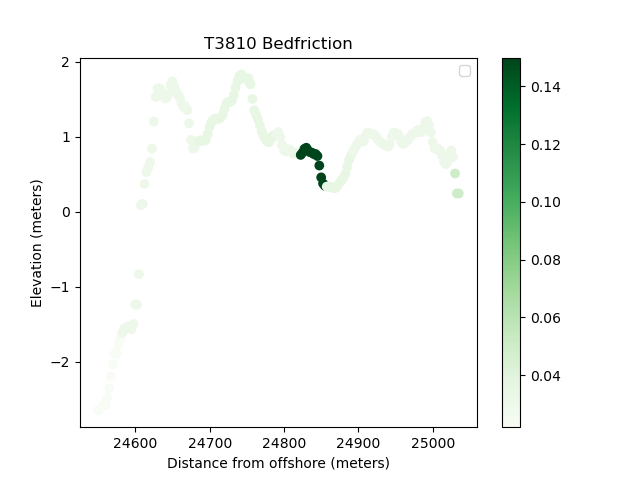 T3810 Bedfriction
2
1
0
−1
−2
Elevation (meters)
24600 24700 24800 24900 25000
Distance from offshore (meters)
0.14
0.12
0.10
0.08
0.06
0.04